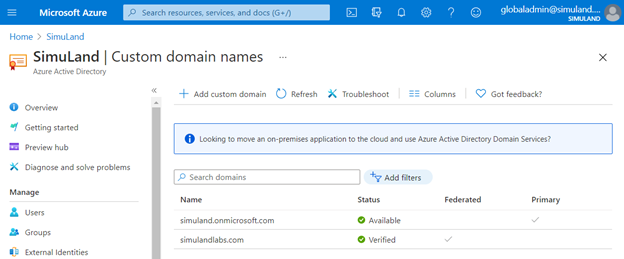 Microsoft Azure
Search resources, services, and docs (G+/)
globaladmin@simuland....
SIMULAND
Home > SimuLand >
SimuLand | Custom domain names ...
Azure Active Directory
Overview
Getting started
Preview hub
Diagnose and solve problems
Manage
Users
Groups
External Identities
+ Add custom domain Refresh Troubleshoot Columns Got feedback?
Looking to move an on-premises application to the cloud and use Azure Active Directory Domain Services?
Search domains
Add filters
Name Status Federated Primary
simuland.onmicrosoft.com Available
simulandlabs.com Verified